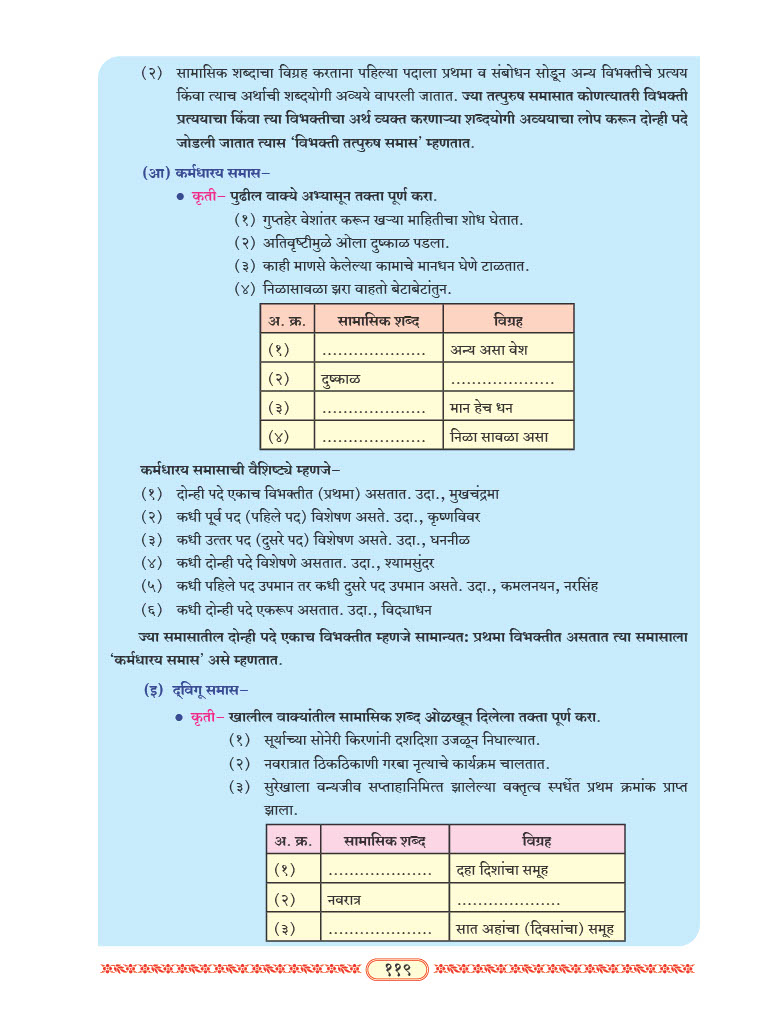 (२) सामासिक शब्दाचा विग्रह करताना पहिल्या पदाला प्रथमा व संबोधन सोडून अन्य विभक्तीचे प्रत्यय
किंवा त्याच अर्थाची शब्दयोगी अव्यये वापरली जातात. ज्या तत्पुरुष समासात कोणत्यातरी विभक्ती
प्रत्ययाचा किंवा त्या विभक्तीचा अर्थ व्यक्त करणाऱ्या शब्दयोगी अव्ययाचा लोप करून दोन्ही पदे
जोडली जातात त्यास ‘विभक्ती तत्पुरुष समास’ म्हणतात.
(आ) कर्मधारय समास–
• कृती– पुढील वाक्ये अभ्यासून तक्ता पूर्ण करा.
(१) गुप्तहेर वेशांतर करून खऱ्या माहितीचा शोध घेतात.
(२) अतिवृष्टीमुळे ओला दुष्काळ पडला.
(३) काही माणसे केलेल्या कामाचे मानधन घेणे टाळतात.
(४) निळासावळा झरा वाहतो बेटाबेटांतुन.
अ. क्र. सामासिक शब्द विग्रह
(१) .................... अन्य असा वेश
(२) दुष्काळ ....................
(३) .................... मान हेच धन
(४) .................... निळा सावळा असा
कर्मधारय समासाची वैशिष्ट्ये म्हणजे–
(१) दोन्ही पदे एकाच विभक्तीत (प्रथमा) असतात. उदा., मुखचंद्रमा
(२) कधी पूर्व पद (पहिले पद) विशेषण असते. उदा., कृष्णविवर
(३) कधी उत्तर पद (दुसरे पद) विशेषण असते. उदा., घननीळ
(४) कधी दोन्ही पदे विशेषणे असतात. उदा., श्यामसुंदर
(५) कधी पहिले पद उपमान तर कधी दुसरे पद उपमान असते. उदा., कमलनयन, नरसिंह
(६) कधी दोन्ही पदे एकरूप असतात. उदा., विद्याधन
ज्या समासातील दोन्ही पदे एकाच विभक्तीत म्हणजे सामान्यत: प्रथमा विभक्तीत असतात त्या समासाला
‘कर्मधारय समास’ असे म्हणतात.
(इ) द्‌विगू समास–
• कृती– खालील वाक्यांतील सामासिक शब्द ओळखून दिलेला तक्ता पूर्ण करा.
(१) सूर्याच्या सोनेरी किरणांनी दशदिशा उजळून निघाल्यात.
(२) नवरात्रात ठिकठिकाणी गरबा नृत्याचे कार्यक्रम चालतात.
(३) सुरेखाला वन्यजीव सप्ताहानिमित्त झालेल्या वक्तृत्व स्पर्धेत प्रथम क्रमांक प्राप्त
झाला.
अ. क्र. सामासिक शब्द विग्रह
(१) .................... दहा दिशांचा समूह
(२) नवरात्र ....................
(३) .................... सात अहांचा (दिवसांचा) समूह
११९